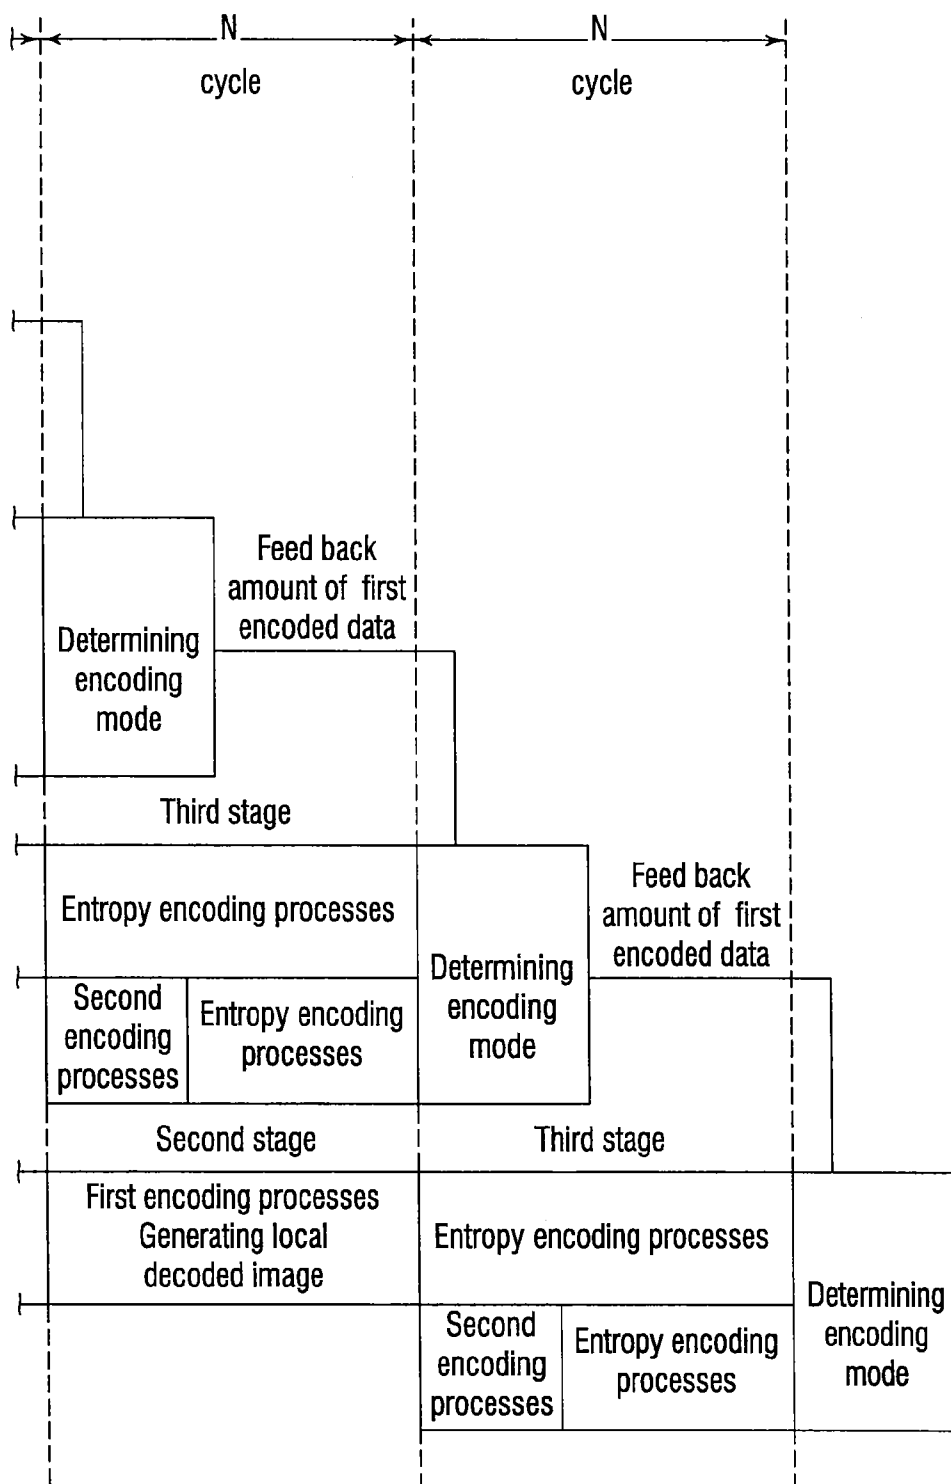 N
N
cycle
cycle
Feed back
amount of first
encoded data
Determining
encoding
mode
Third stage
Entropy encoding processes
Feed back
amount of first
encoded data
Determining
encoding
mode
Second
encoding
processes
Entropy encoding
processes
Second stage
Third stage
First encoding processes
Generating local
decoded image
Entropy encoding processes
Determining
encoding
mode
Second
encoding
processes
Entropy encoding
processes